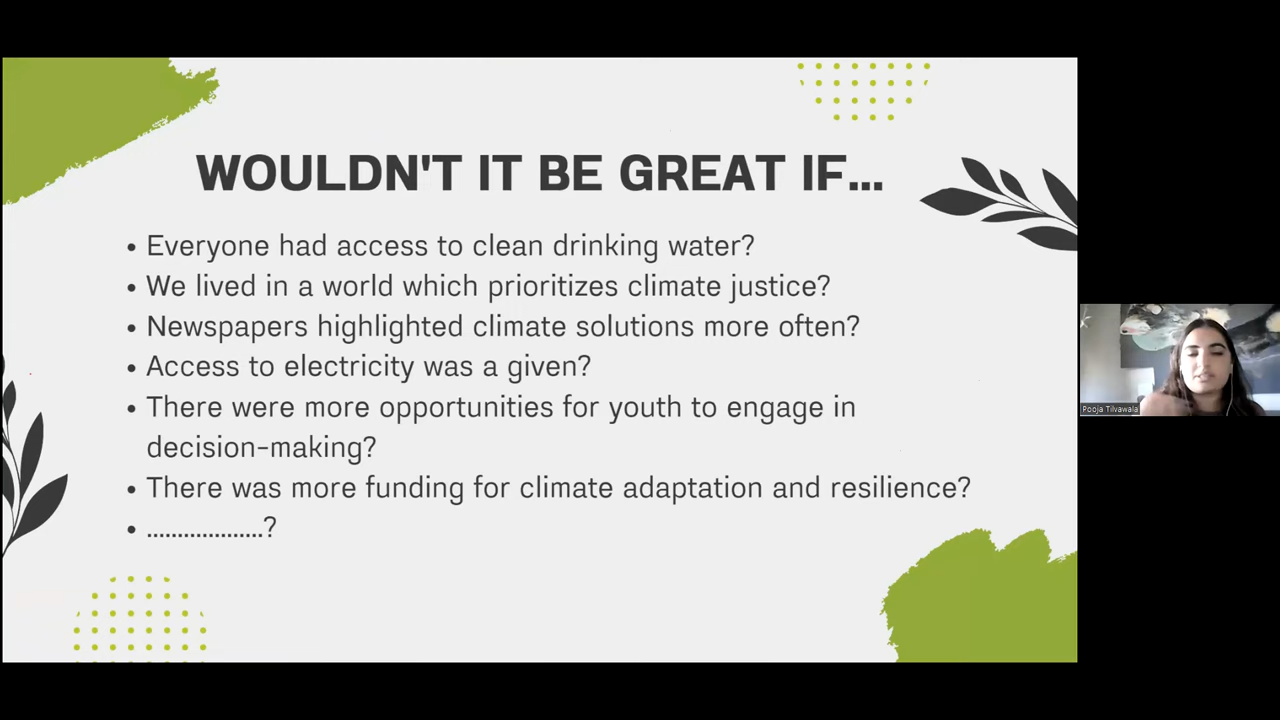 WOULDN'T IT BE GREAT IF...
• Everyone had access to clean drinking water?
• We lived in a world which prioritizes climate justice?
• Newspapers highlighted climate solutions more often?
• Access to electricity was a given?
• There were more opportunities for youth to engage in
decision-making?
• There was more funding for climate adaptation and resilience?
• ...................?
Pooja Tilvawala